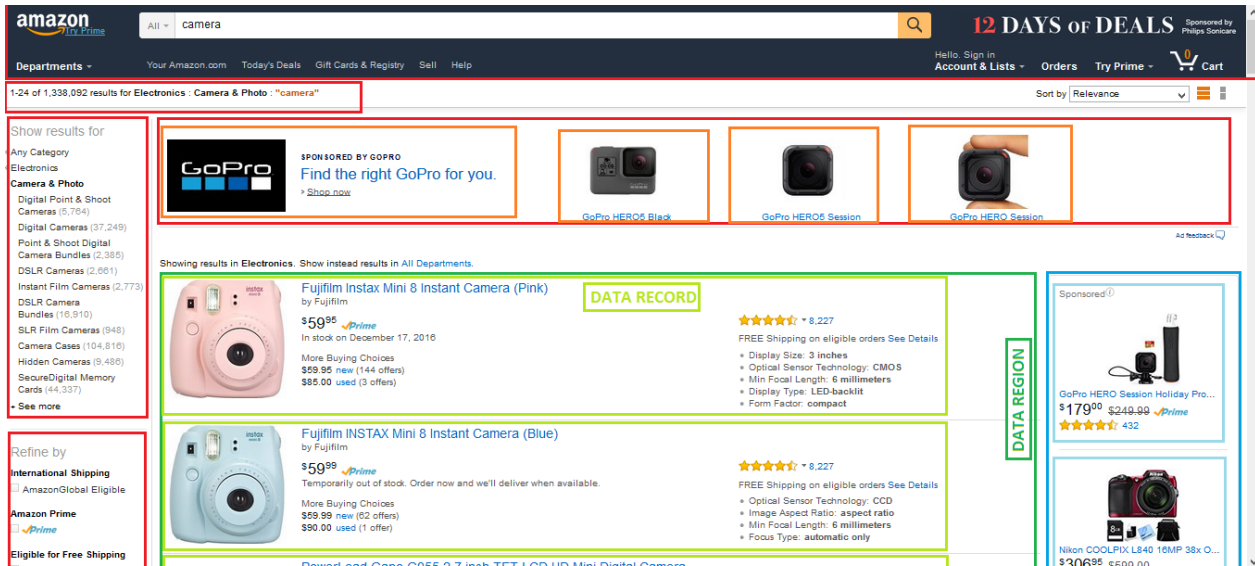 amazon
Try Prime
All
camera
12 DAYS OF DEALS
Sponsored by
Philips Sonicare
Departments
Your Amazon.com Today's Deals Gift Cards & Registry Sell Help
Hello. Sign in
Account & Lists
Orders
Try Prime
0
Cart
1-24 of 1,338,092 results for Electronics : Camera & Photo : "camera"
Sort by Relevance
Show results for
Any Category
Electronics
Camera & Photo
Digital Point & Shoot
Cameras (5,764)
Digital Cameras (37,249)
Point & Shoot Digital
Camera Bundles (2,385)
DSLR Cameras (2,661)
Instant Film Cameras (2,773)
DSLR Camera
Bundles (16,910)
SLR Film Cameras (948)
Camera Cases (104,816)
Hidden Cameras (9,486)
SecureDigital Memory
Cards (44,337)
See more
Refine by
International Shipping
AmazonGlobal Eligible
Amazon Prime
Prime
Eligible for Free Shipping
GoPro
SPONSORED BY GOPRO
Find the right GoPro for you.
Shop now
GoPro HERO5 Black
GoPro HERO5 Session
GoPro HERO Session
Ad feedback
Showing results in Electronics. Show instead results in All Departments.
DATA RECORD
DATA REGION
instax
Fujifilm Instax Mini 8 Instant Camera (Pink)
by Fujifilm
$5995 Prime
In stock on December 17, 2016
More Buying Choices
$59.95 new (144 offers)
$85.00 used (3 offers)
8,227
FREE Shipping on eligible orders See Details
Display Size: 3 inches
Optical Sensor Technology: CMOS
Min Focal Length: 6 millimeters
Display Type: LED-backlit
Form Factor: compact
instax
Fujifilm INSTAX Mini 8 Instant Camera (Blue)
by Fujifilm
$5999 Prime
Temporarily out of stock. Order now and we'll deliver when available.
More Buying Choices
$59.99 new (62 offers)
$90.00 used (1 offer)
8,227
FREE Shipping on eligible orders See Details
Optical Sensor Technology: CCD
Image Aspect Ratio: aspect ratio
Min Focal Length: 6 millimeters
Focus Type: automatic only
Sponsored
GoPro HERO Session Holiday Pro...
$17900 $249.99 Prime
432
Nikon COOLPIX L840 16MP 38x O...
$30695 $599.00